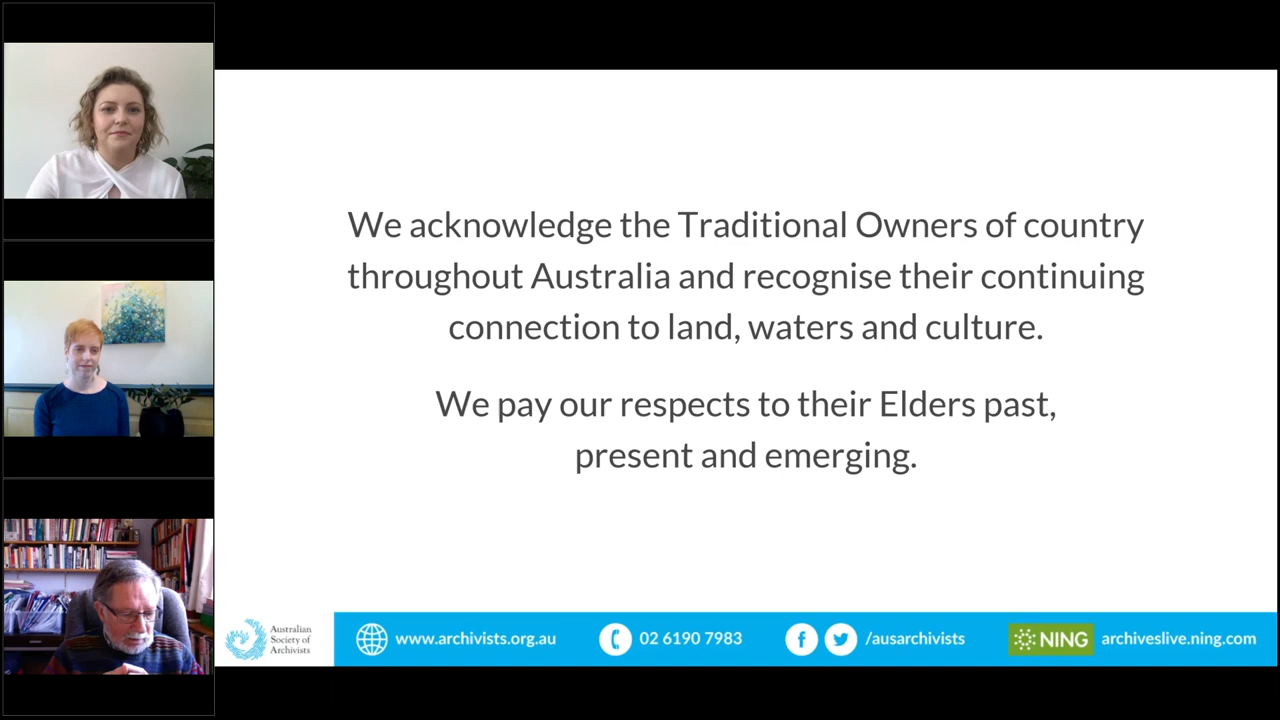 We acknowledge the Traditional Owners of country
throughout Australia and recognise their continuing
connection to land, waters and culture.
We pay our respects to their Elders past,
present and emerging.
Australian
Society of
Archivists
www.archivists.org.au
02 6190 7983
/ausarchivists
NING
archiveslive.ning.com